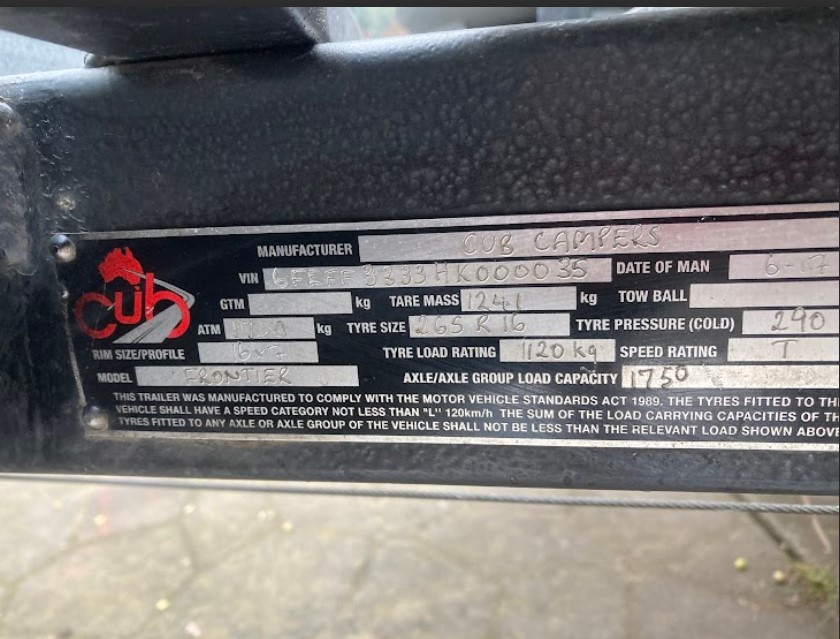 MANUFACTURER CUB CAMPERS
VIN DATE OF MAN 6-17
cub
GTM kg TARE MASS 1241 kg TOW BALL
ATM kg TYRE SIZE 265 R 16 TYRE PRESSURE (COLD) 290
RIM SIZE/PROFILE TYRE LOAD RATING 1120 kg SPEED RATING T
MODEL FRONTIER AXLE/AXLE GROUP LOAD CAPACITY 1750
THIS TRAILER WAS MANUFACTURED TO COMPLY WITH THE MOTOR VEHICLE STANDARDS ACT 1989. THE TYRES FITTED TO
VEHICLE SHALL HAVE A SPEED CATEGORY NOT LESS THAN "L" 120km/h THE SUM OF THE LOAD CARRYING CAPACITIES OF
TYRES FITTED TO ANY AXLE OR AXLE GROUP OF THE VEHICLE SHALL NOT BE LESS THAN THE RELEVANT LOAD SHOWN ABOVE